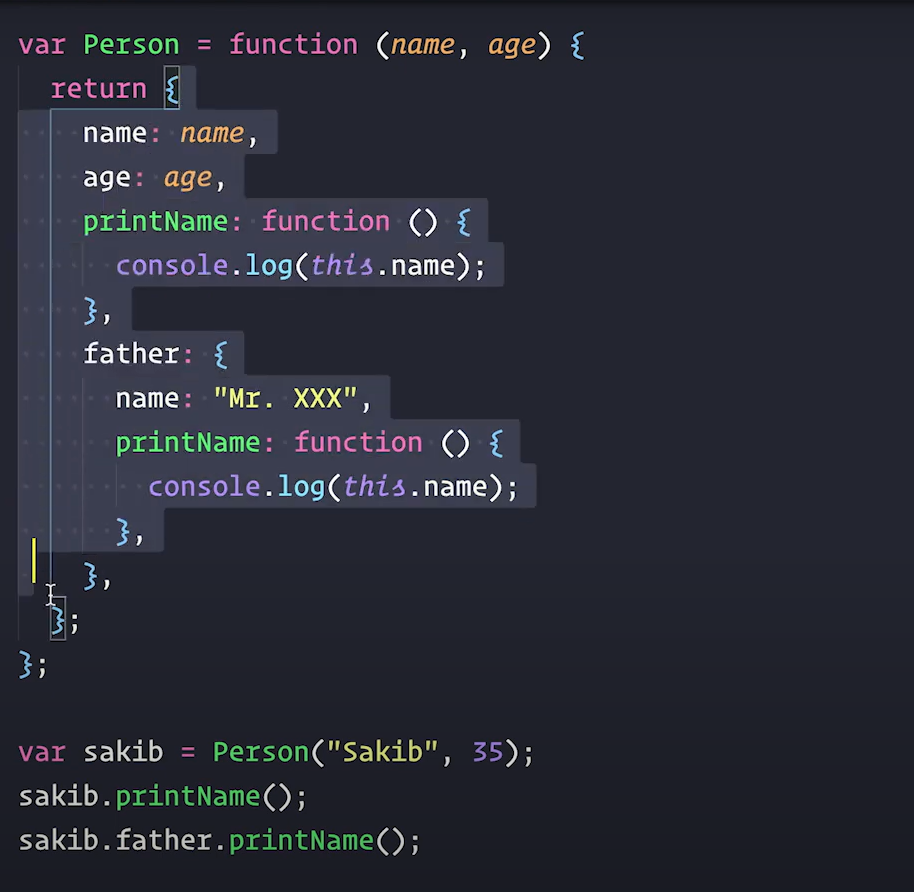 var Person = function (name, age) {
  return {
    name: name,
    age: age,
    printName: function () {
      console.log(this.name);
    },
    father: {
      name: "Mr. XXX",
      printName: function () {
        console.log(this.name);
      },
    },
  };
};

var sakib = Person("Sakib", 35);
sakib.printName();
sakib.father.printName();